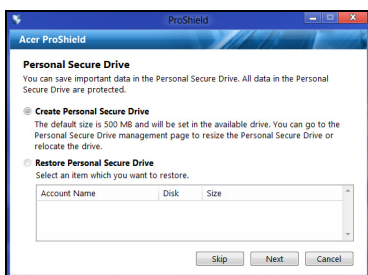 ProShield
Acer ProShield
Personal Secure Drive
You can save important data in the Personal Secure Drive. All data in the Personal
Secure Drive are protected.
Create Personal Secure Drive
The default size is 500 MB and will be set in the available drive. You can go to the
Personal Secure Drive management page to resize the Personal Secure Drive or
relocate the drive.
Restore Personal Secure Drive
Select an item which you want to restore.
Account Name Disk Size
Skip Next Cancel